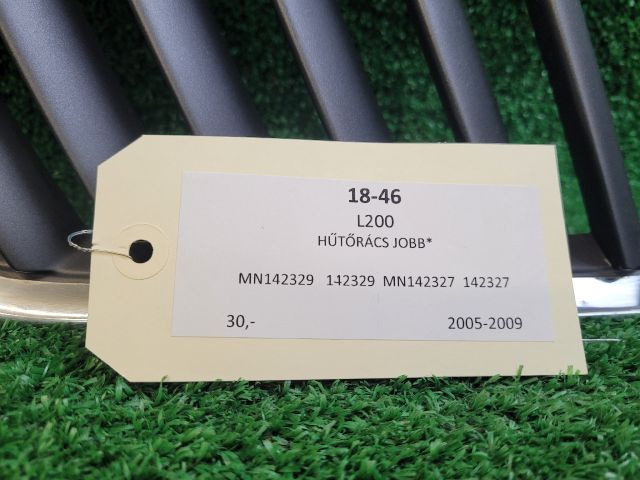 18-46
L200
HŰTŐRÁCS JOBB*
MN142329 142329 MN142327 142327
30,- 2005-2009